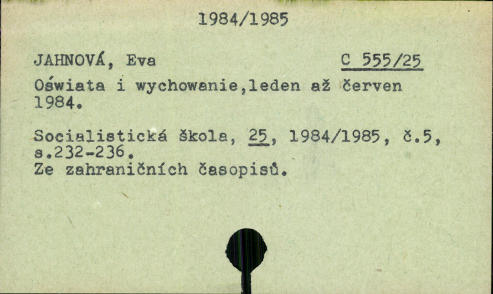 1984/1985
JAHNOVÁ, Eva C 555/25
Oświata i wychowanie,leden až červen
1984.
Socialistická škola, 25, 1984/1985, č.5,
s.232-236.
Ze zahraničních časopisů.